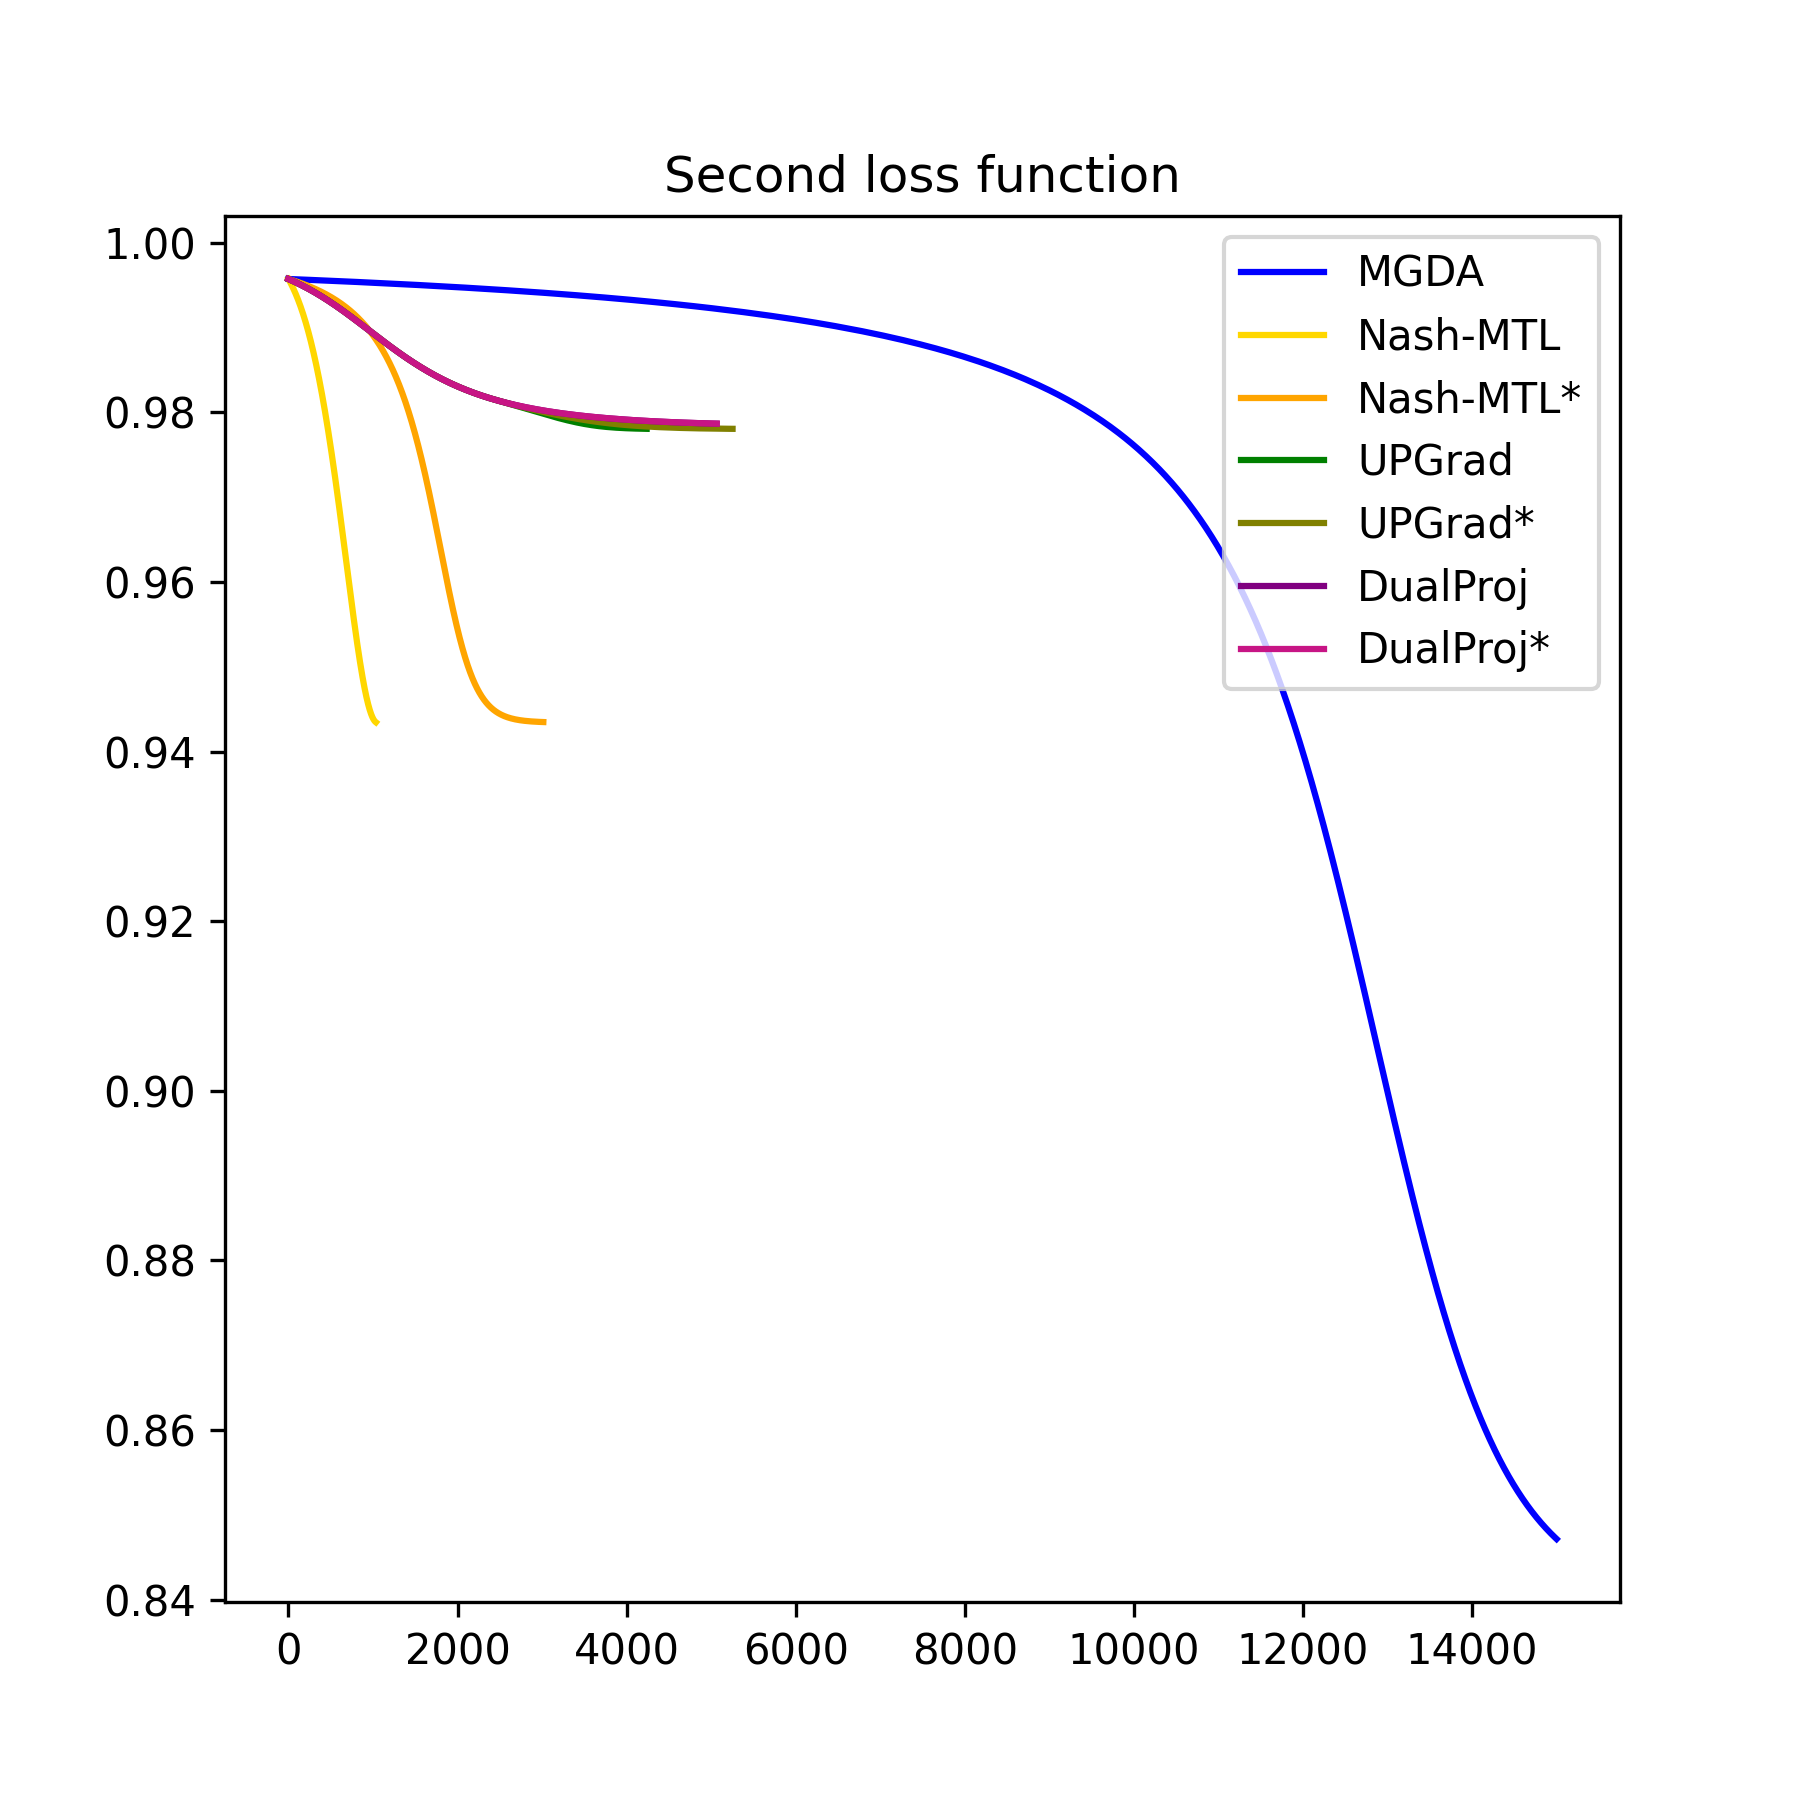 Second loss function
1.00
0.98
0.96
0.94
0.92
0.90
0.88
0.86
0.84
MGDA
Nash-MTL
Nash-MTL*
UPGrad
UPGrad*
DualProj
DualProj*
0 2000 4000 6000 8000 10000 12000 14000